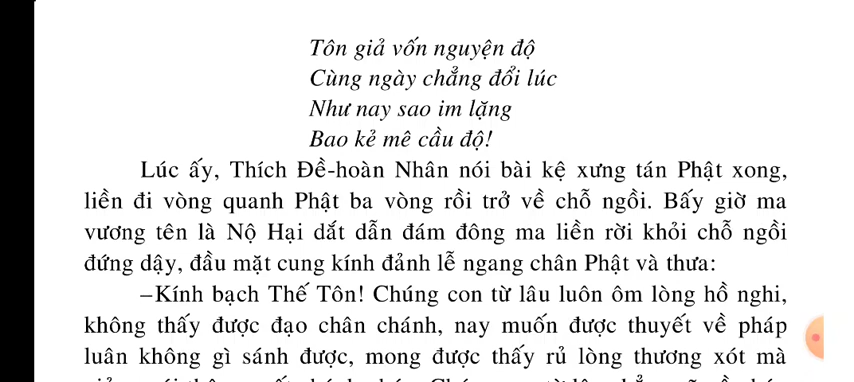 Tôn giả vốn nguyện độ
Cùng ngày chẳng đổi lúc
Như nay sao im lặng
Bao kẻ mê cầu độ!
Lúc ấy, Thích Đề-hoàn Nhân nói bài kệ xưng tán Phật xong,
liền đi vòng quanh Phật ba vòng rồi trở về chỗ ngồi. Bấy giờ ma
vương tên là Nộ Hại dắt dẫn đám đông ma liền rời khỏi chỗ ngồi
đứng dậy, đầu mặt cung kính đảnh lễ ngang chân Phật và thưa:
–Kính bạch Thế Tôn! Chúng con từ lâu luôn ôm lòng hồ nghi,
không thấy được đạo chân chánh, nay muốn được thuyết về pháp
luân không gì sánh được, mong được thấy rủ lòng thương xót mà